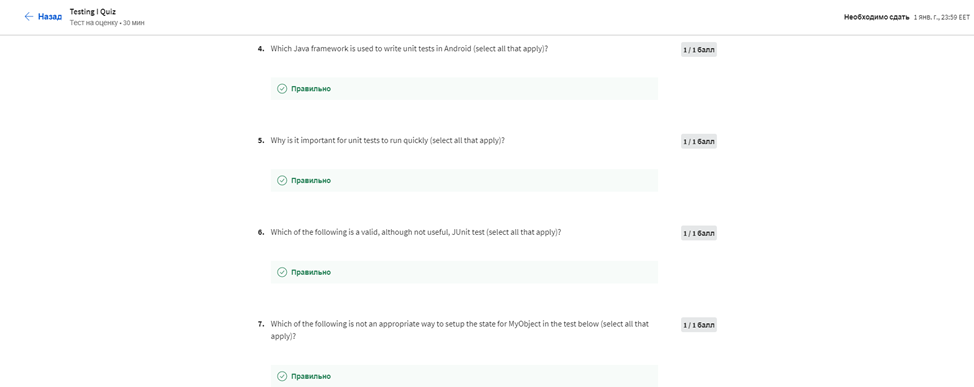 Назад
Testing I Quiz
Тест на оценку • 30 мин
Необходимо сдать 1 янв. г., 23:59 EET
4. Which Java framework is used to write unit tests in Android (select all that apply)?
1 / 1 балл
Правильно
5. Why is it important for unit tests to run quickly (select all that apply)?
1 / 1 балл
Правильно
6. Which of the following is a valid, although not useful, JUnit test (select all that apply)?
1 / 1 балл
Правильно
7. Which of the following is not an appropriate way to setup the state for MyObject in the test below (select all that
apply)?
1 / 1 балл
Правильно